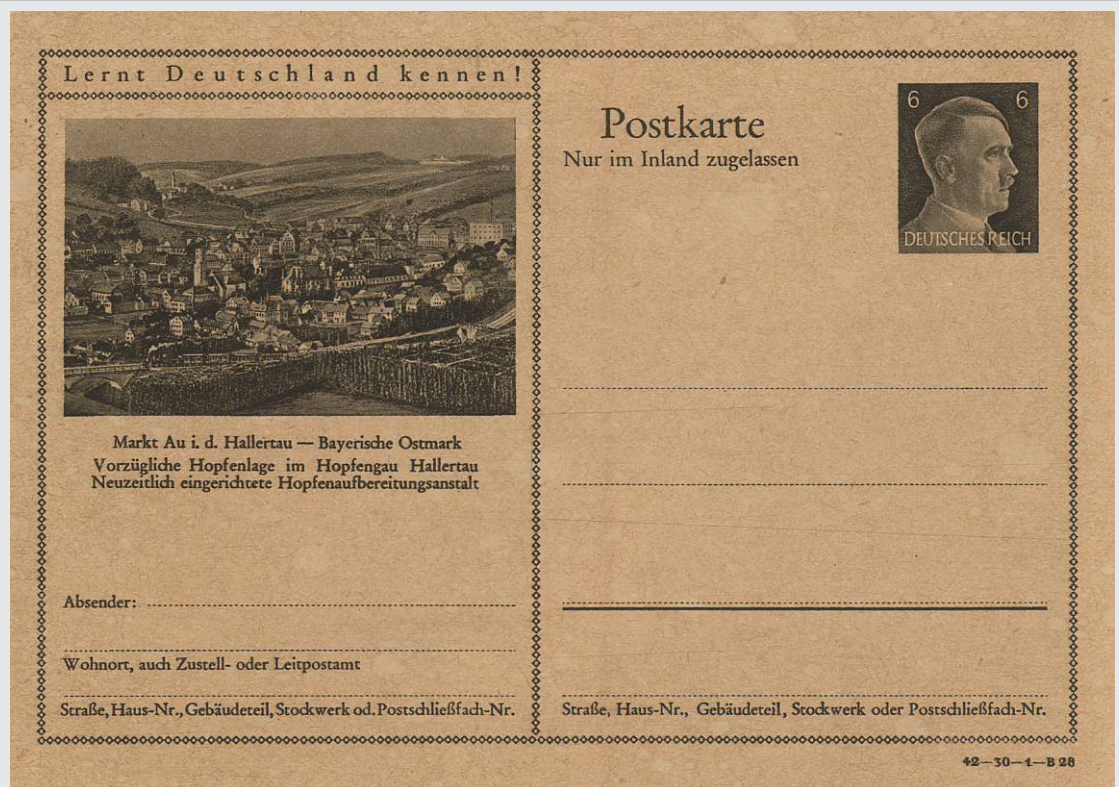 Lernt Deutschland kennen!
Markt Au i. d. Hallertau — Bayerische Ostmark
Vorzügliche Hopfenlage im Hopfengau Hallertau
Neuzeitlich eingerichtete Hopfenaufbereitungsanstalt
Absender:
Wohnort, auch Zustell- oder Leitpostamt
Straße, Haus-Nr., Gebäudeteil, Stockwerk od. Postschließfach-Nr.
Postkarte
Nur im Inland zugelassen
6 6
DEUTSCHES REICH
Straße, Haus-Nr., Gebäudeteil, Stockwerk oder Postschließfach-Nr.
42—30—1—B 28